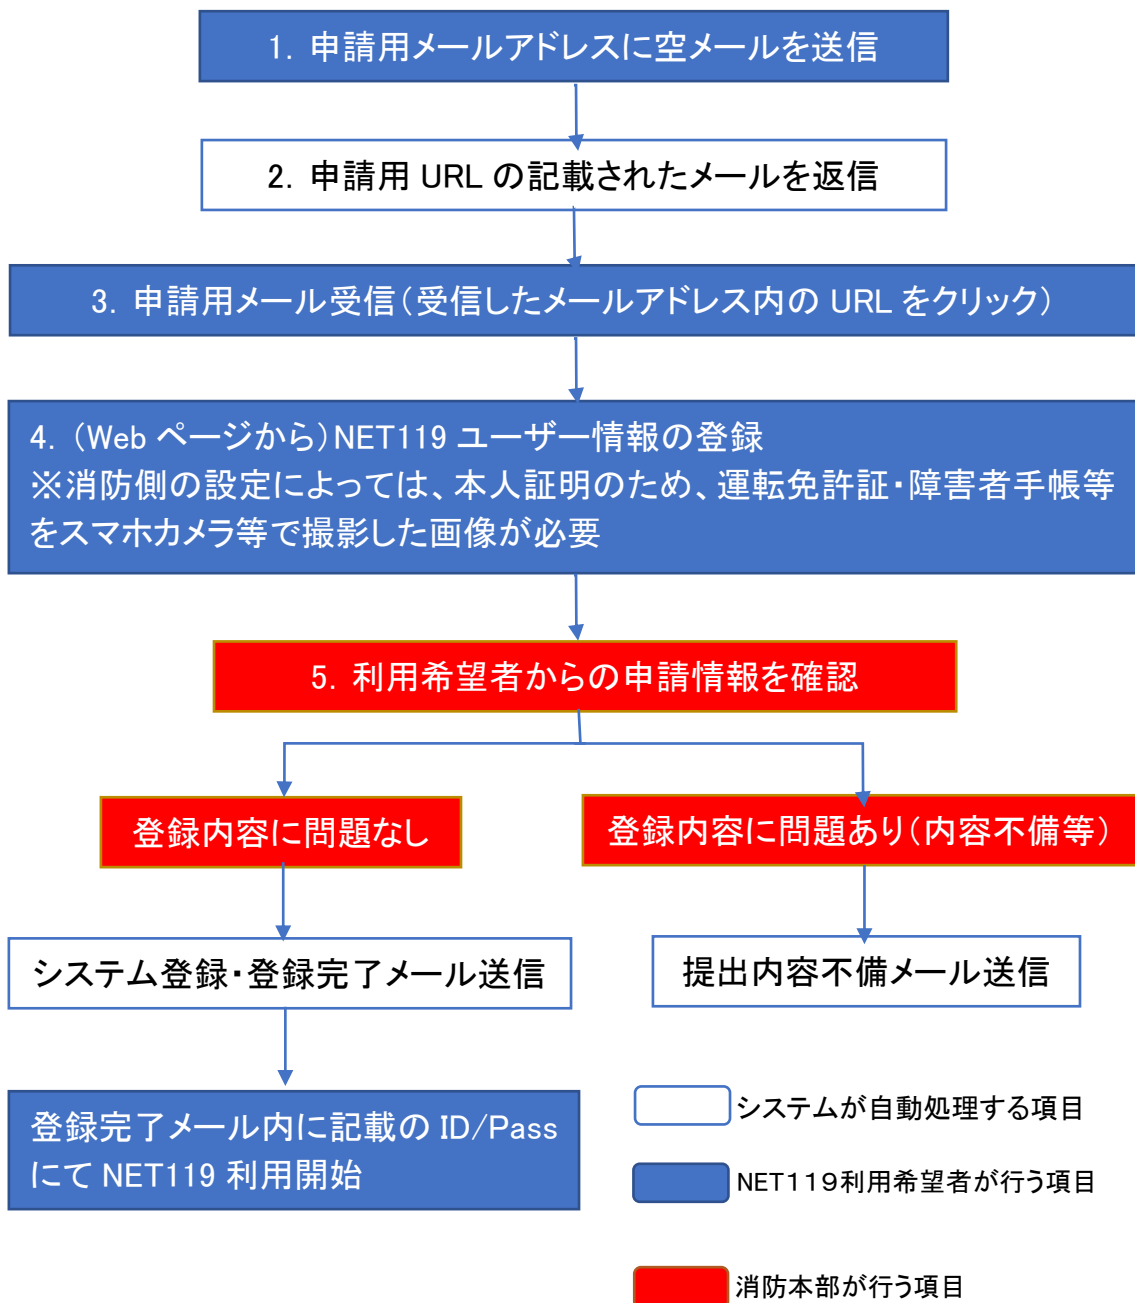 1. 申請用メールアドレスに空メールを送信
2. 申請用 URL の記載されたメールを返信
3. 申請用メール受信(受信したメールアドレス内の URL をクリック)
4. (Web ページから)NET119 ユーザー情報の登録
※消防側の設定によっては、本人証明のため、運転免許証・障害者手帳等
をスマホカメラ等で撮影した画像が必要
5. 利用希望者からの申請情報を確認
登録内容に問題なし
登録内容に問題あり(内容不備等)
システム登録・登録完了メール送信
提出内容不備メール送信
登録完了メール内に記載の ID/Pass
にて NET119 利用開始
システムが自動処理する項目
NET119利用希望者が行う項目
消防本部が行う項目